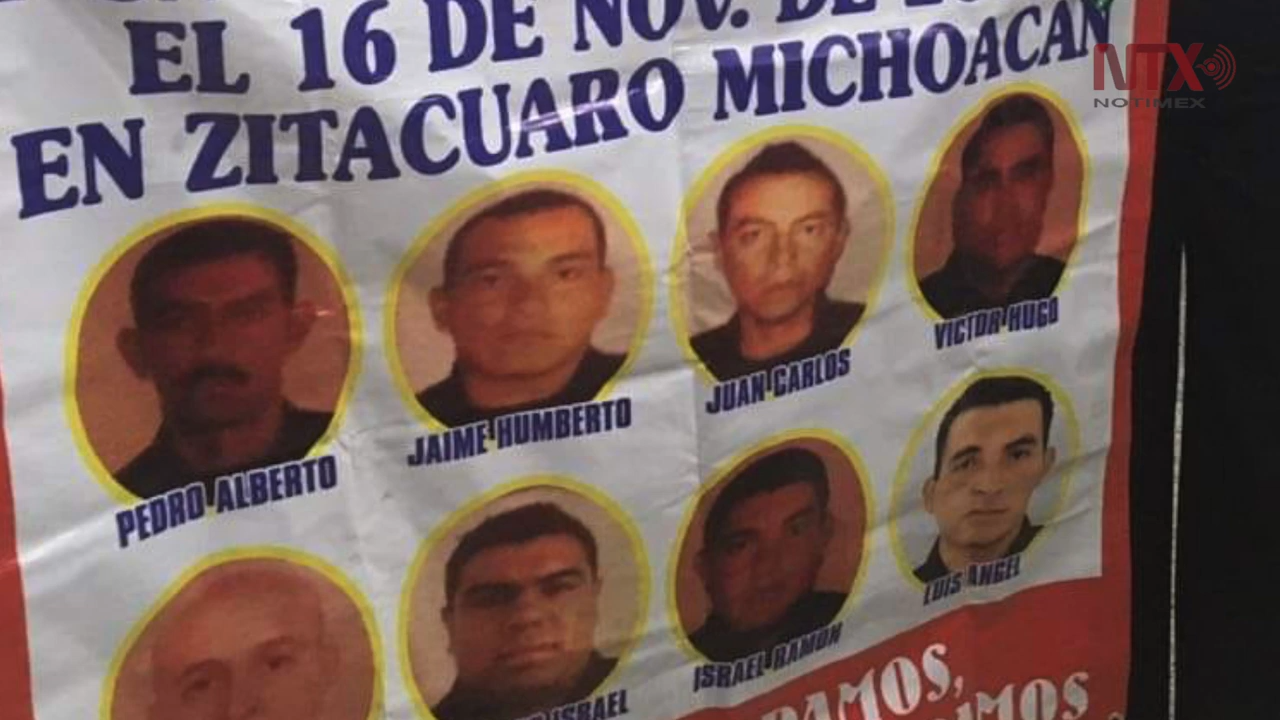 EL 16 DE NOV. DE
EN ZITACUARO MICHOACAN
NTX
NOTIMEX
PEDRO ALBERTO
JAIME HUMBERTO
JUAN CARLOS
VICTOR HUGO
ISRAEL
ISRAEL RAMON
LUIS ANGEL